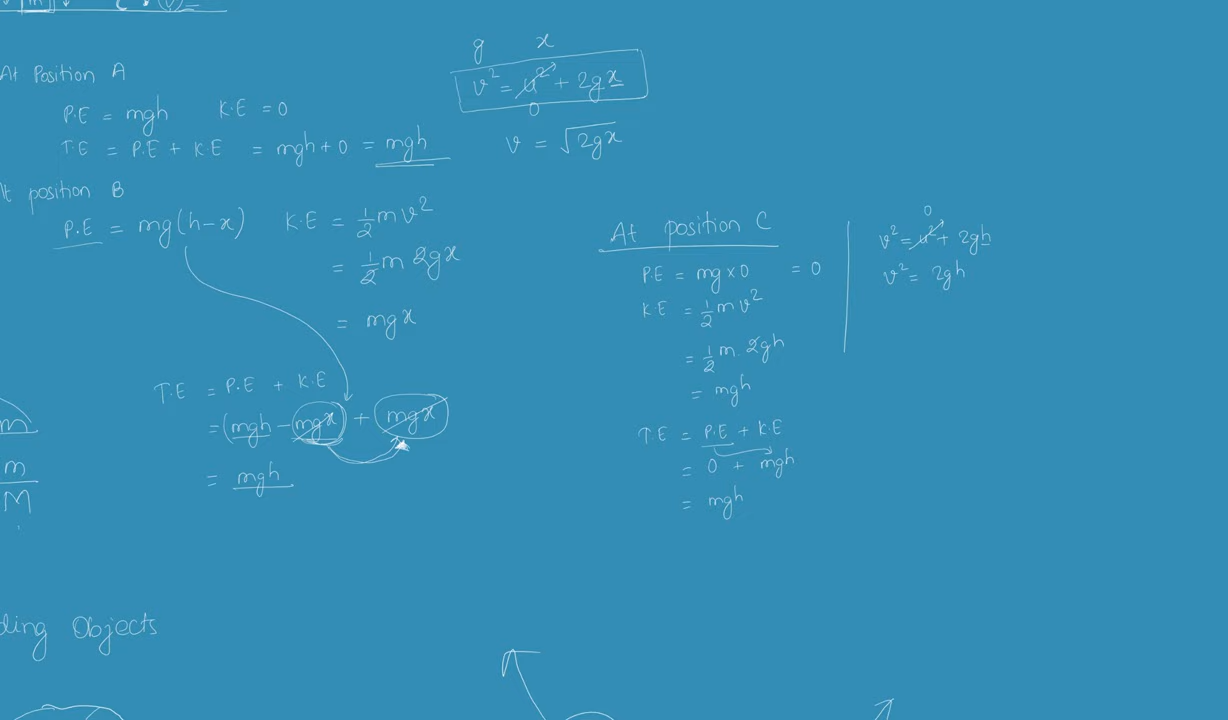 At Position A
P.E = mgh K.E = 0
T.E = P.E + K.E = mgh + 0 = mgh
g x
v² = u² + 2gx
0
v = √2gx
At position B
P.E = mg(h-x) K.E = ½ m v²
= ½ m 2gx
= mgx
T.E = P.E + K.E
= (mgh - mgx) + mgx
= mgh
At position C
P.E = mg × 0 = 0
K.E = ½ m v²
= ½ m. 2gh
= mgh
T.E = P.E + K.E
= 0 + mgh
= mgh
0
v² = u² + 2gh
v² = 2gh
m
m
M
Objects